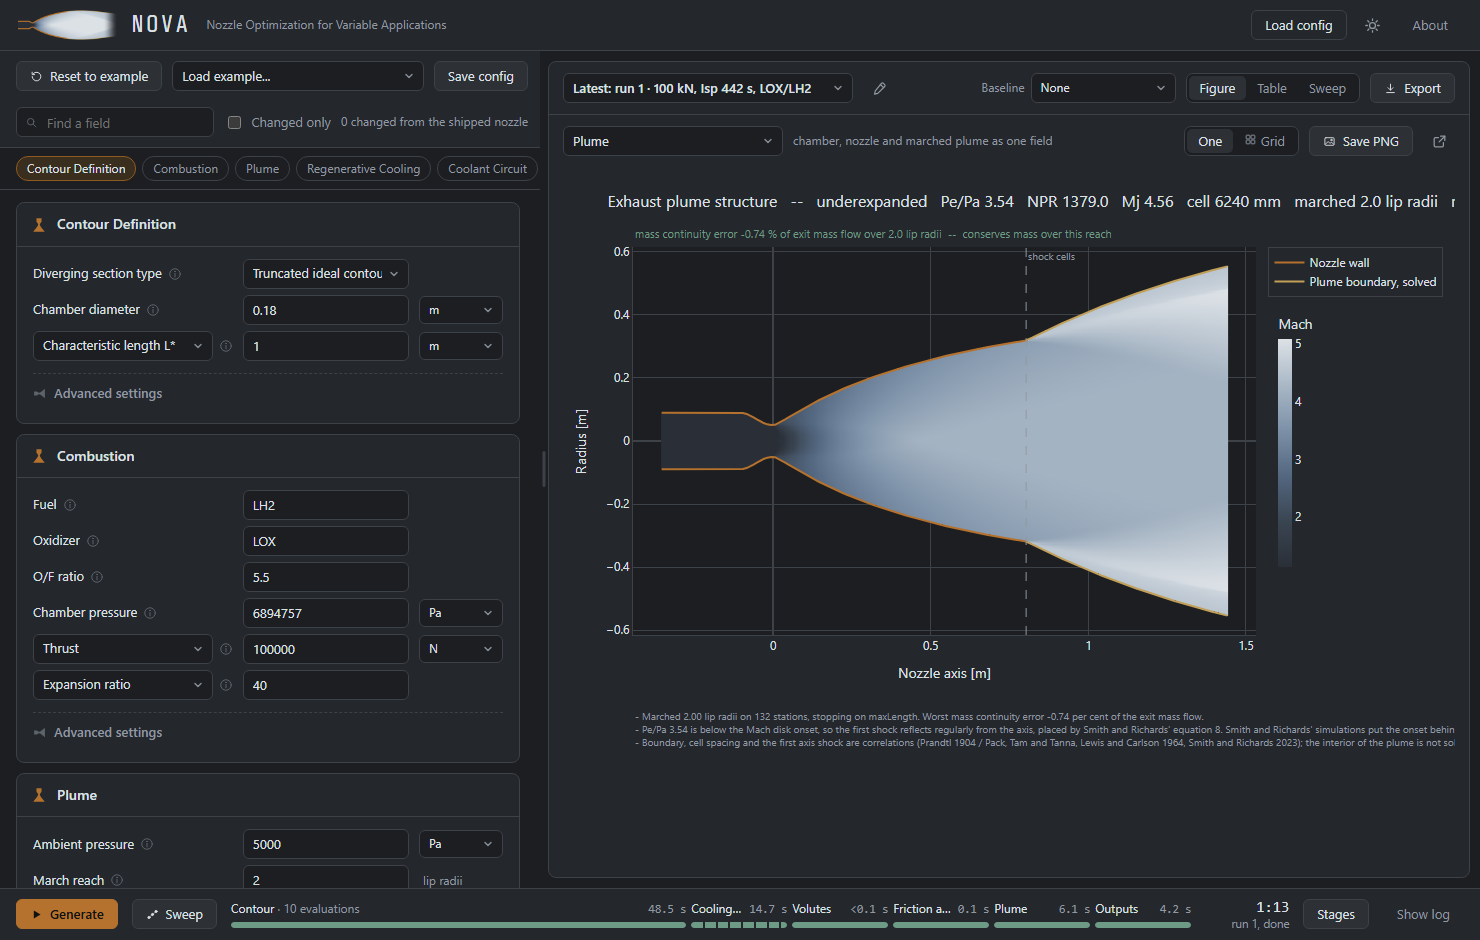 NOVA
Nozzle Optimization for Variable Applications
Load config
About
Reset to example
Load example...
Save config
Find a field
Changed only
0 changed from the shipped nozzle
Contour Definition
Combustion
Plume
Regenerative Cooling
Coolant Circuit
Contour Definition
Diverging section type
Truncated ideal contou
Chamber diameter
0.18
m
Characteristic length L*
1
m
Advanced settings
Combustion
Fuel
LH2
Oxidizer
LOX
O/F ratio
5.5
Chamber pressure
6894757
Pa
Thrust
100000
N
Expansion ratio
40
Advanced settings
Plume
Ambient pressure
5000
Pa
March reach
2
lip radii
Latest: run 1 · 100 kN, Isp 442 s, LOX/LH2
Baseline
None
Figure
Table
Sweep
Export
Plume
chamber, nozzle and marched plume as one field
One
Grid
Save PNG
Exhaust plume structure -- underexpanded Pe/Pa 3.54 NPR 1379.0 Mj 4.56 cell 6240 mm marched 2.0 lip radii
mass continuity error -0.74 % of exit mass flow over 2.0 lip radii -- conserves mass over this reach
shock cells
0.6
0.4
0.2
0
−0.2
−0.4
−0.6
Radius [m]
0
0.5
1
1.5
Nozzle axis [m]
Nozzle wall
Plume boundary, solved
Mach
5
4
3
2
- Marched 2.00 lip radii on 132 stations, stopping on maxLength. Worst mass continuity error -0.74 per cent of the exit mass flow.
- Pe/Pa 3.54 is below the Mach disk onset, so the first shock reflects regularly from the axis, placed by Smith and Richards' equation 8. Smith and Richards' simulations put the onset behin
- Boundary, cell spacing and the first axis shock are correlations (Prandtl 1904 / Pack, Tam and Tanna, Lewis and Carlson 1964, Smith and Richards 2023); the interior of the plume is not sol
Generate
Sweep
Contour · 10 evaluations
48.5 s
Cooling...
14.7 s
Volutes
<0.1 s
Friction a...
0.1 s
Plume
6.1 s
Outputs
4.2 s
1:13
run 1, done
Stages
Show log